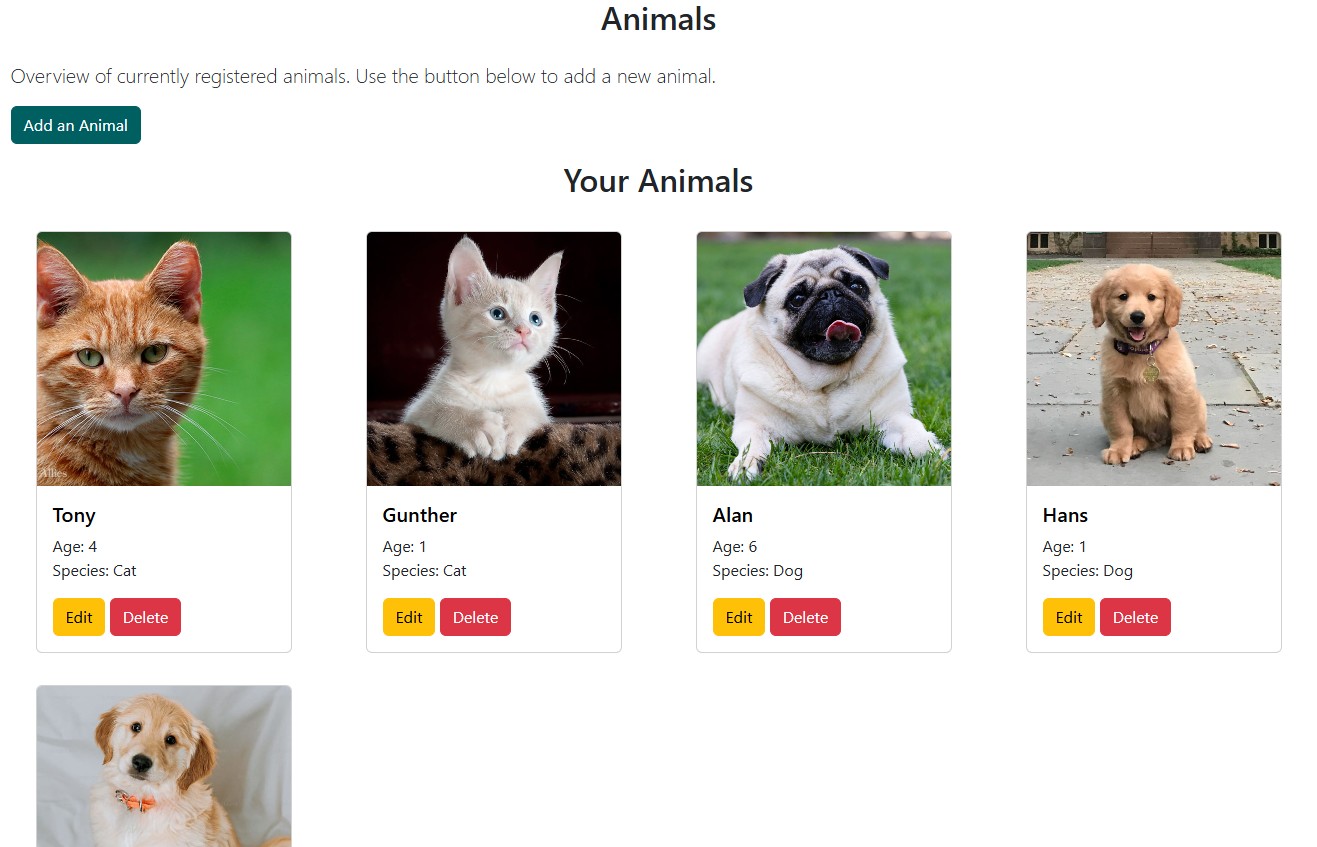 Animals
Overview of currently registered animals. Use the button below to add a new animal.
Add an Animal
Your Animals
Allies
Tony
Age: 4
Species: Cat
Edit Delete
Gunther
Age: 1
Species: Cat
Edit Delete
Alan
Age: 6
Species: Dog
Edit Delete
Hans
Age: 1
Species: Dog
Edit Delete